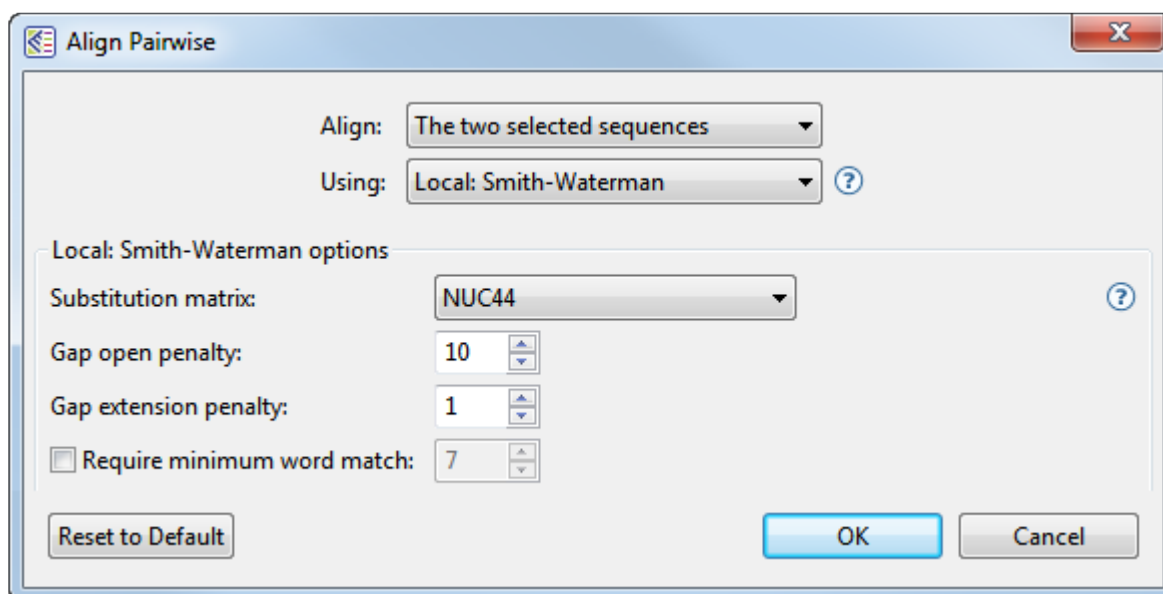 Align Pairwise
Align: The two selected sequences
Using: Local: Smith-Waterman ?
Local: Smith-Waterman options
Substitution matrix: NUC44 ?
Gap open penalty: 10
Gap extension penalty: 1
Require minimum word match: 7
Reset to Default OK Cancel